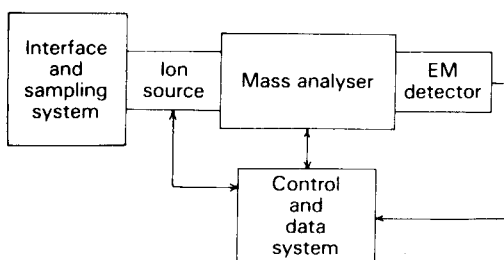 Interface
and
sampling
system
Ion
source
Mass analyser
EM
detector
Control
and
data
system